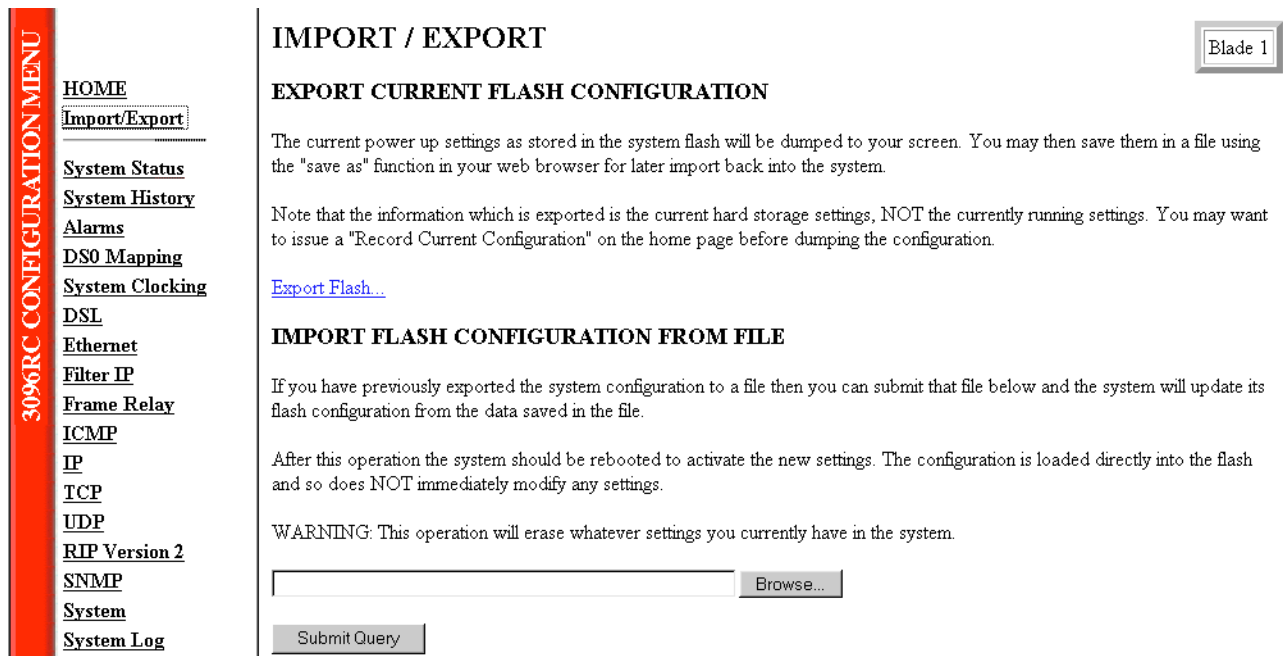 3096RC CONFIGURATION MENU
HOME
Import/Export
System Status
System History
Alarms
DS0 Mapping
System Clocking
DSL
Ethernet
Filter IP
Frame Relay
ICMP
IP
TCP
UDP
RIP Version 2
SNMP
System
System Log
IMPORT / EXPORT
Blade 1
EXPORT CURRENT FLASH CONFIGURATION
The current power up settings as stored in the system flash will be dumped to your screen. You may then save them in a file using
the "save as" function in your web browser for later import back into the system.
Note that the information which is exported is the current hard storage settings, NOT the currently running settings. You may want
to issue a "Record Current Configuration" on the home page before dumping the configuration.
Export Flash...
IMPORT FLASH CONFIGURATION FROM FILE
If you have previously exported the system configuration to a file then you can submit that file below and the system will update its
flash configuration from the data saved in the file.
After this operation the system should be rebooted to activate the new settings. The configuration is loaded directly into the flash
and so does NOT immediately modify any settings.
WARNING: This operation will erase whatever settings you currently have in the system.
Browse...
Submit Query